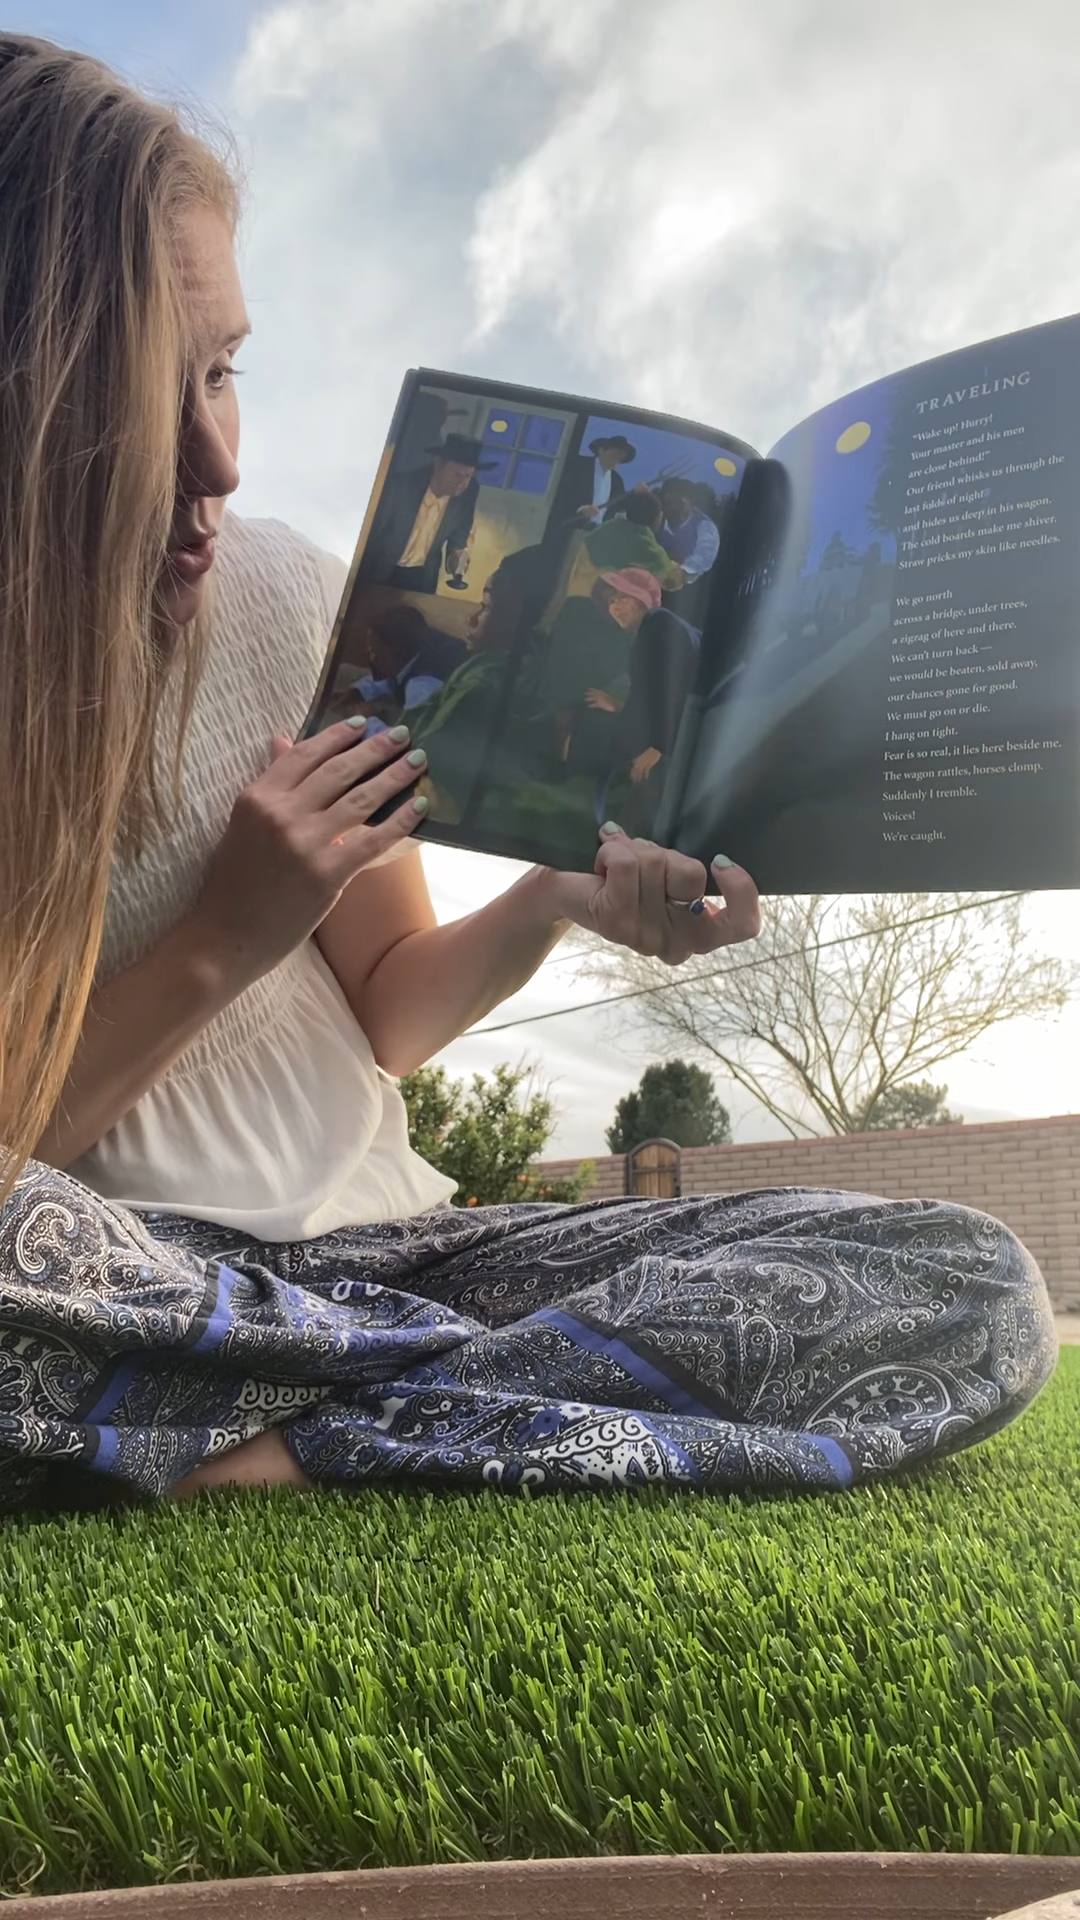 TRAVELING
"Wake up! Hurry!
Your master and his men
are close behind!"
Our friend whisks us through the
last folds of night
and hides us deep in his wagon.
The cold boards make me shiver.
Straw pricks my skin like needles.
We go north
across a bridge, under trees,
a zigzag of here and there.
We can't turn back—
we would be beaten, sold away,
our chances gone for good.
We must go on or die.
I hang on tight.
Fear is so real, it lies here beside me.
The wagon rattles, horses clomp.
Suddenly I tremble.
Voices!
We're caught.